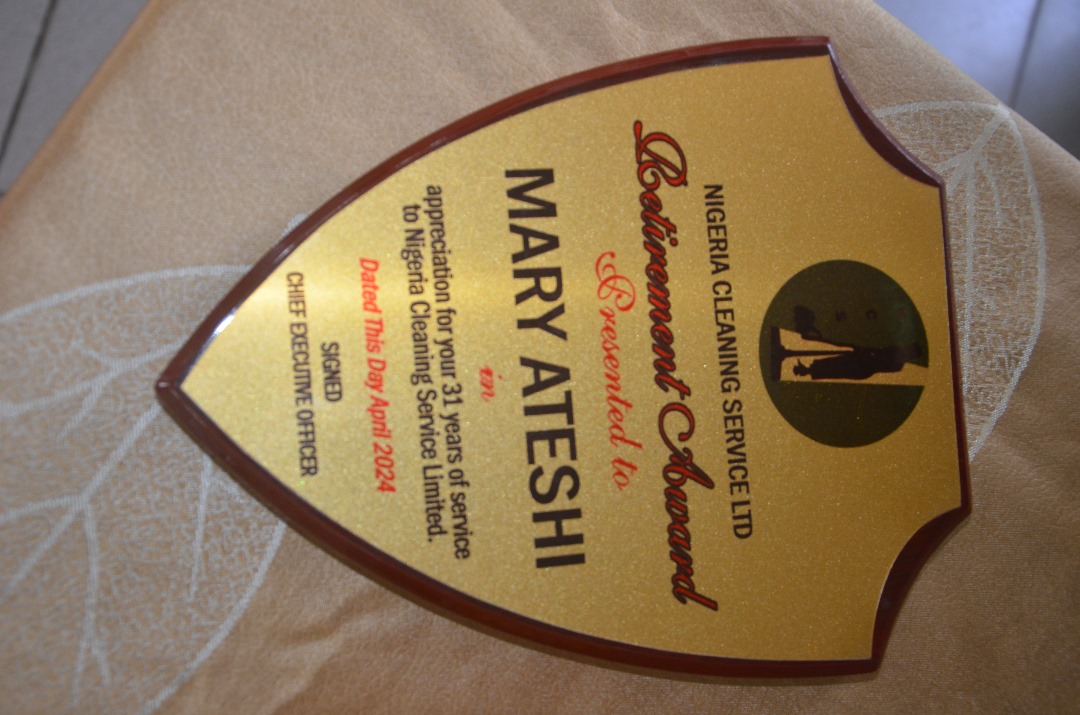 N C S
NIGERIA CLEANING SERVICE LTD
Retirement Award
Presented to
MARY ATESHI
in
appreciation for your 31 years of service
to Nigeria Cleaning Service Limited.
Dated This Day April 2024
SIGNED
CHIEF EXECUTIVE OFFICER